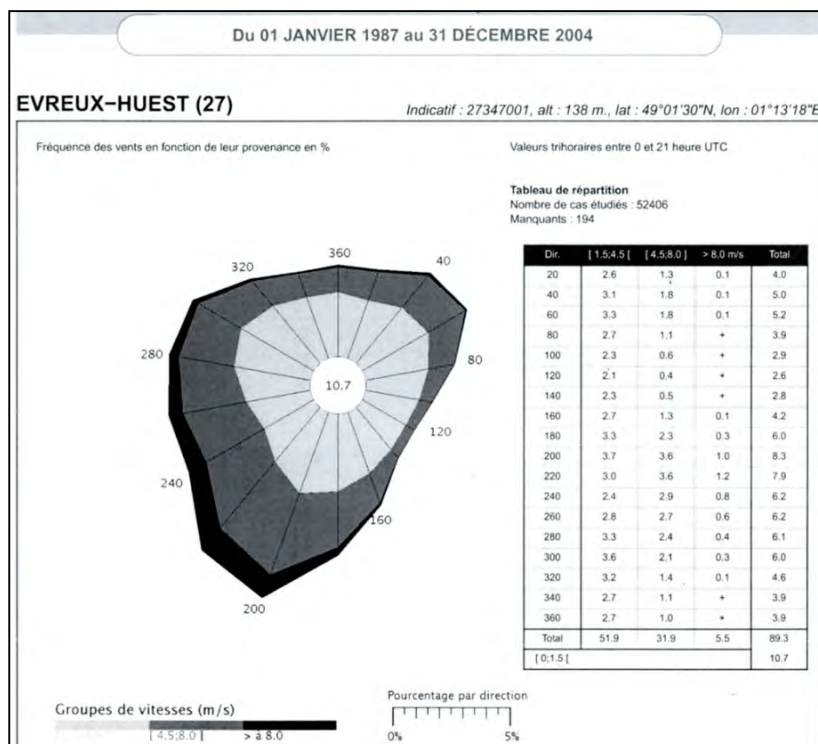 Du 01 JANVIER 1987 au 31 DÉCEMBRE 2004
EVREUX-HUEST (27)
Indicatif : 27347001, alt : 138 m., lat : 49°01'30"N, lon : 01°13'18"E
Fréquence des vents en fonction de leur provenance en %
Valeurs trihoraires entre 0 et 21 heure UTC
Tableau de répartition
Nombre de cas étudiés : 52406
Manquants : 194
360
320
40
280
80
10.7
120
240
160
200
Dir. [ 1.5;4.5 [ [ 4.5;8.0 ] > 8.0 m/s Total
20 2.6 1.3 0.1 4.0
40 3.1 1.8 0.1 5.0
60 3.3 1.8 0.1 5.2
80 2.7 1.1 + 3.9
100 2.3 0.6 + 2.9
120 2.1 0.4 + 2.6
140 2.3 0.5 + 2.8
160 2.7 1.3 0.1 4.2
180 3.3 2.3 0.3 6.0
200 3.7 3.6 1.0 8.3
220 3.0 3.6 1.2 7.9
240 2.4 2.9 0.8 6.2
260 2.8 2.7 0.6 6.2
280 3.3 2.4 0.4 6.1
300 3.6 2.1 0.3 6.0
320 3.2 1.4 0.1 4.6
340 2.7 1.1 + 3.9
360 2.7 1.0 + 3.9
Total 51.9 31.9 5.5 89.3
[ 0;1.5 [ 10.7
Groupes de vitesses (m/s)
[ 4.5;8.0 ] > à 8.0
Pourcentage par direction
0% 5%